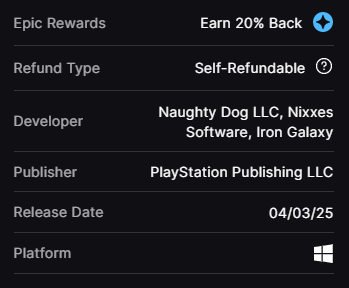 Epic Rewards Earn 20% Back
Refund Type Self-Refundable
Developer Naughty Dog LLC, Nixxes
Software, Iron Galaxy
Publisher PlayStation Publishing LLC
Release Date 04/03/25
Platform